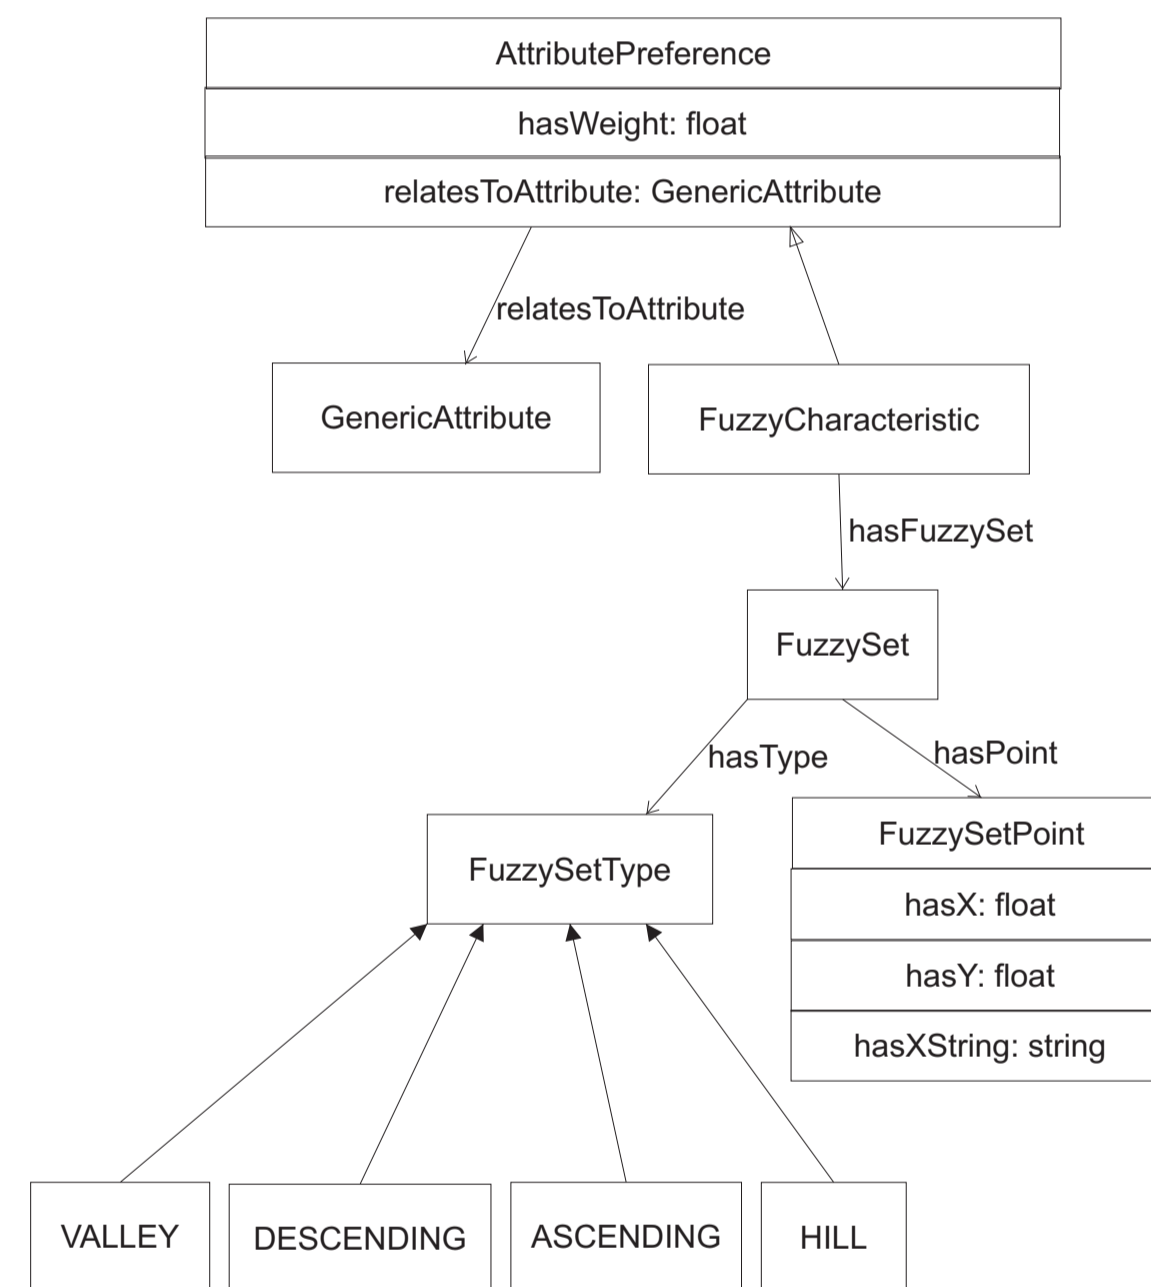 AttributePreference
hasWeight: float
relatesToAttribute: GenericAttribute
relatesToAttribute
GenericAttribute
FuzzyCharacteristic
hasFuzzySet
FuzzySet
hasType
hasPoint
FuzzySetType
FuzzySetPoint
hasX: float
hasY: float
hasXString: string
VALLEY
DESCENDING
ASCENDING
HILL